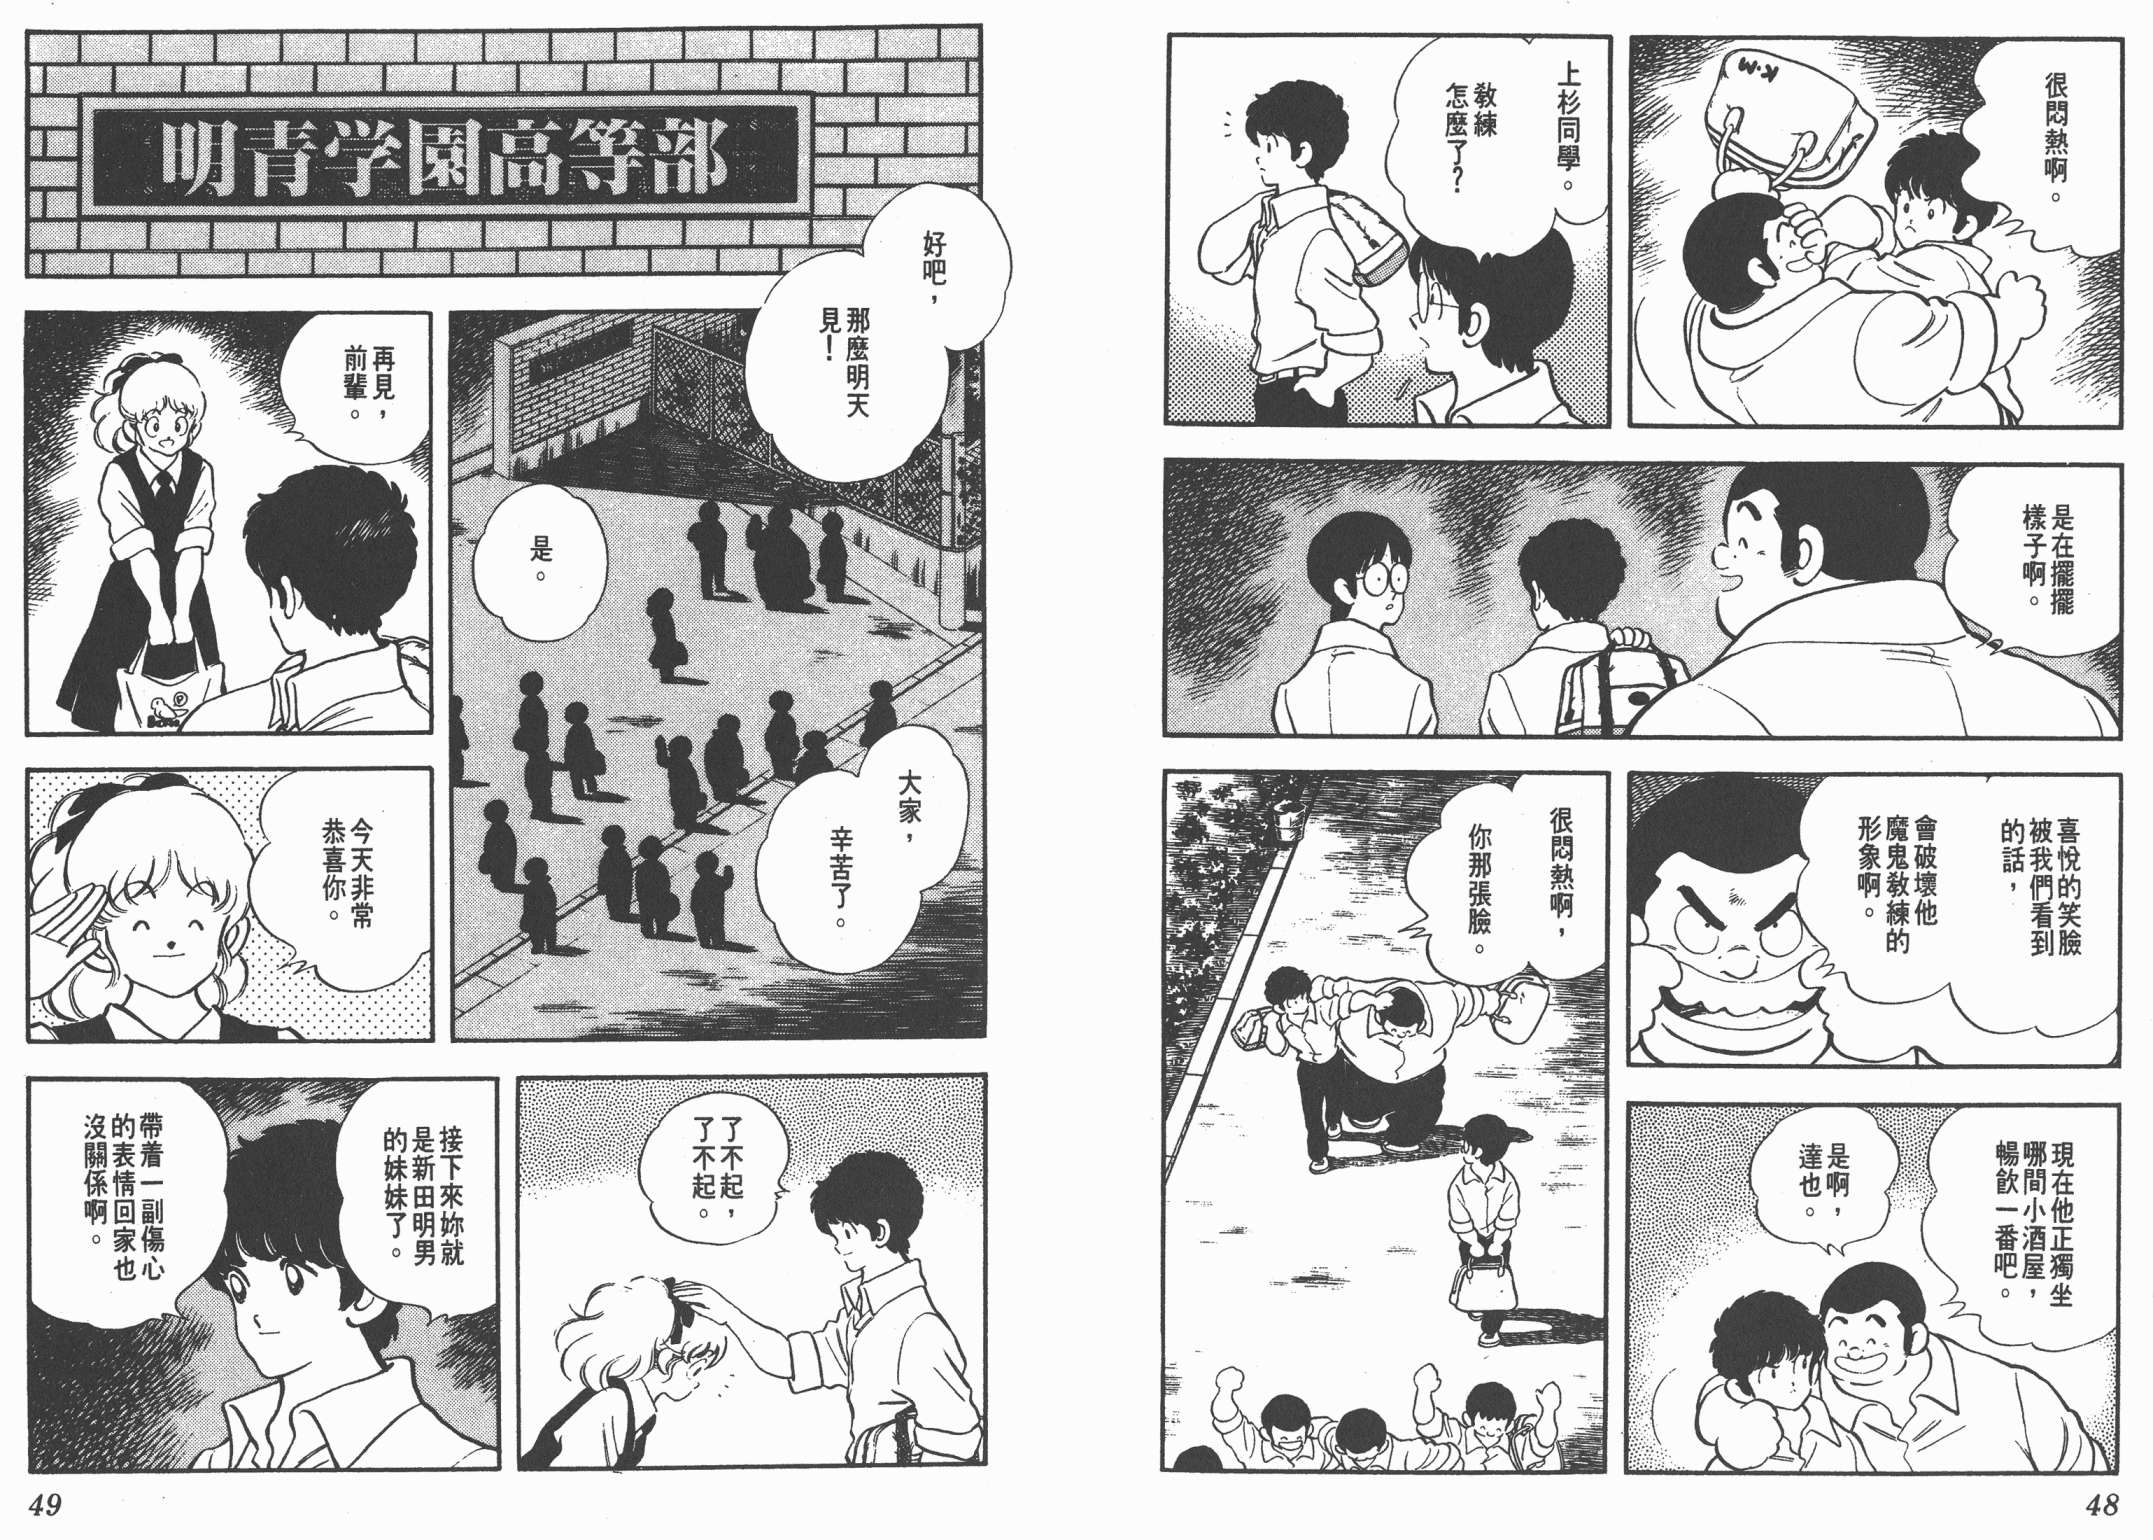 很悶熱啊。
K・M
上杉同學。
教練
怎麼了?
是在擺擺
樣子啊。
喜悅的笑臉
被我們看到
的話,
會破壞他
魔鬼教練的
形象啊。
現在他正獨坐
哪間小酒屋,
暢飲一番吧。
是啊,
達也。
很悶熱啊,
你那張臉。
48
明青学園高等部
好吧,
那麼明天
見!
是。
大家,
辛苦了。
再見,
前輩。
今天非常
恭喜你。
了不起,
了不起。
接下來妳就
是新田明男
的妹妹了。
帶着一副傷心
的表情回家也
沒關係啊。
49